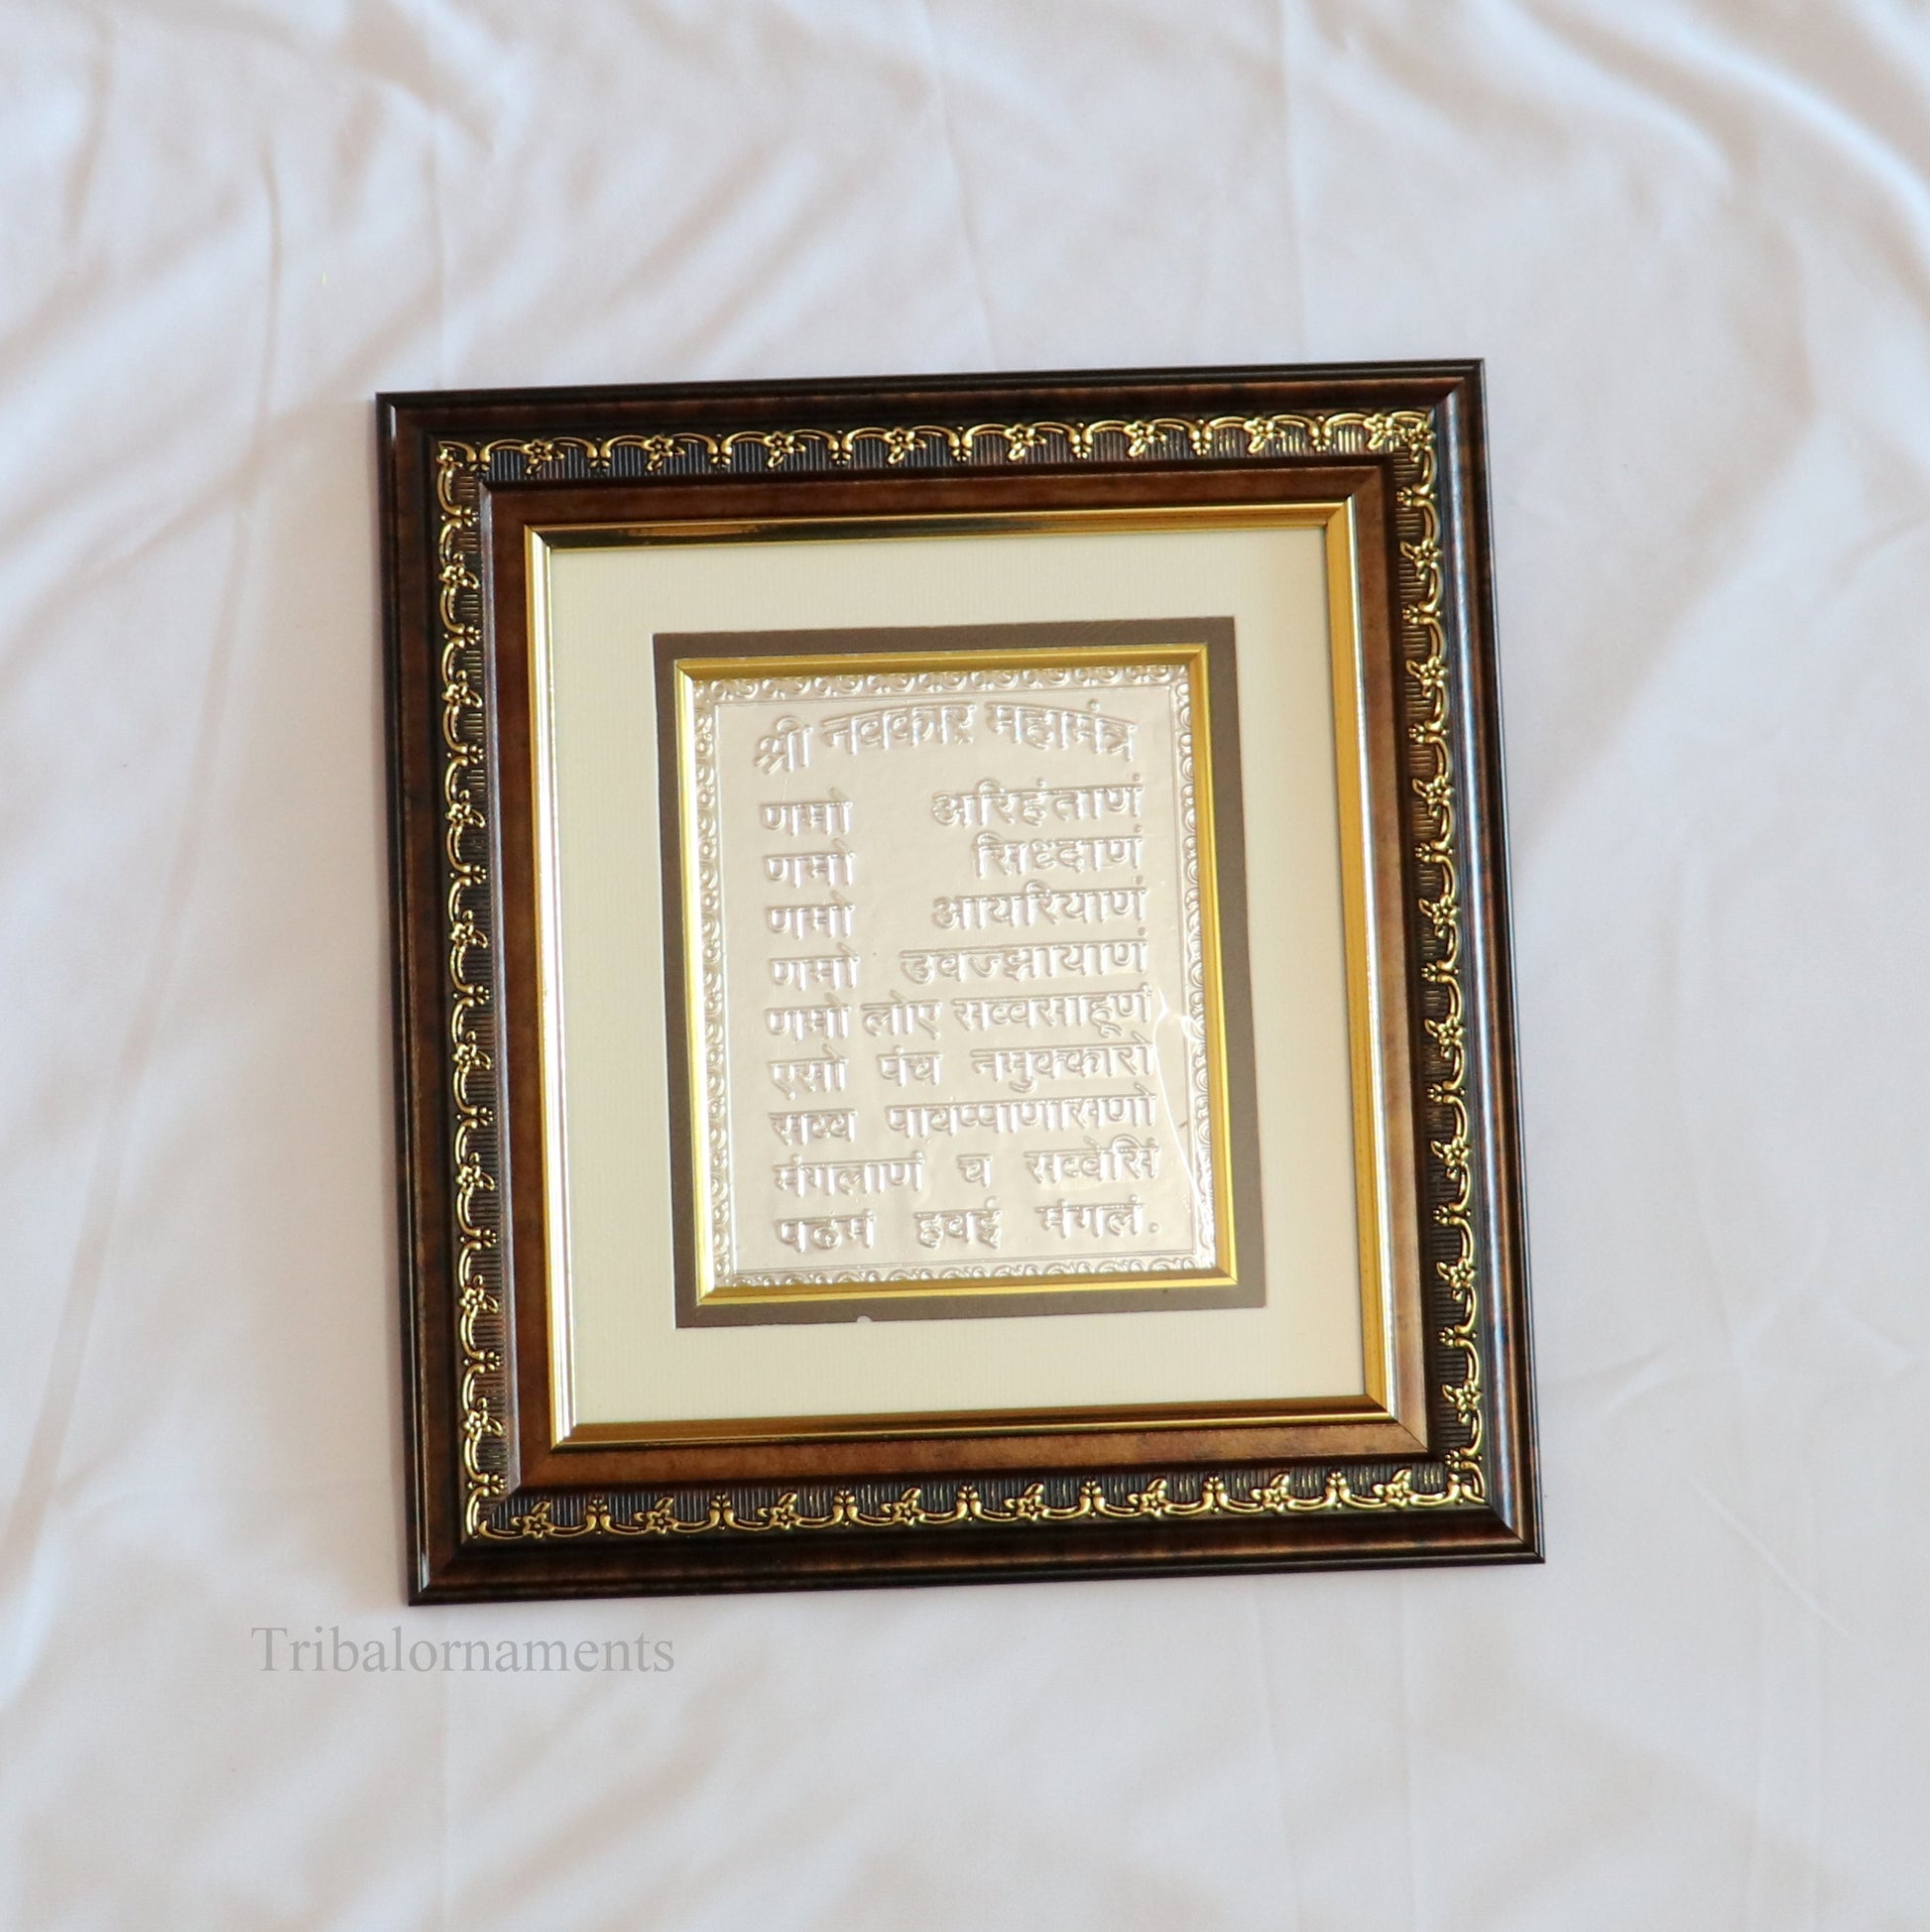 श्री नवकार महामंत्र
णमो अरिहंताणं
णमो सिध्दाणं
णमो आयरियाणं
णमो उवज्झायाणं
णमो लोए सव्वसाहूणं
एसो पंच नमुक्कारो
सव्व पावप्पाणासणो
मंगलाणं च सव्वेसिं
पढमं हवई मंगलं.
Tribalornaments